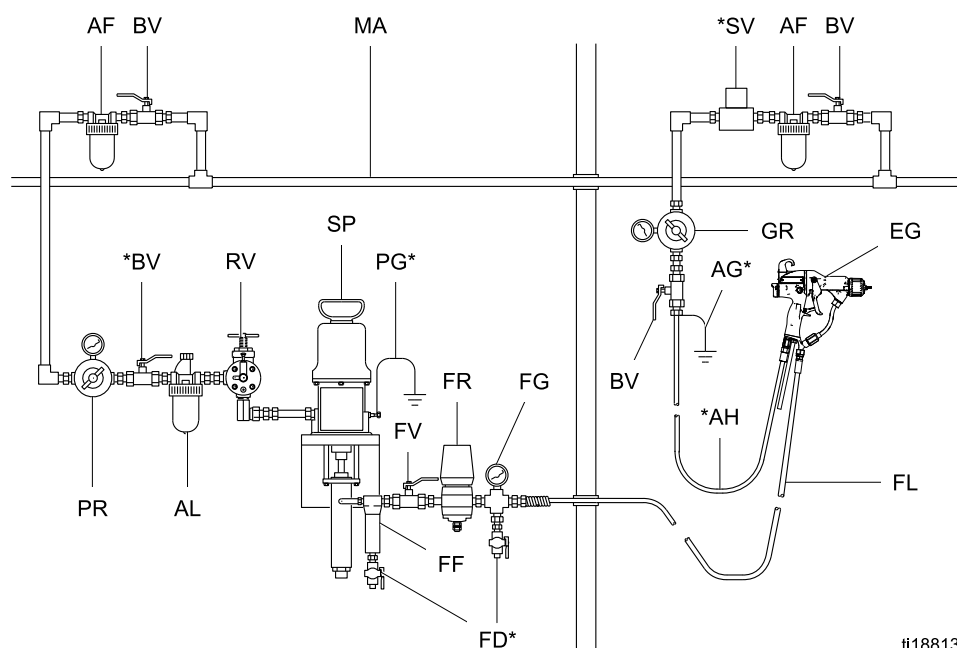 AF BV MA *SV AF BV
SP GR EG
*BV RV PG* AG*
FR FG BV
FV *AH
PR AL FL
FF
FD*
ti18813